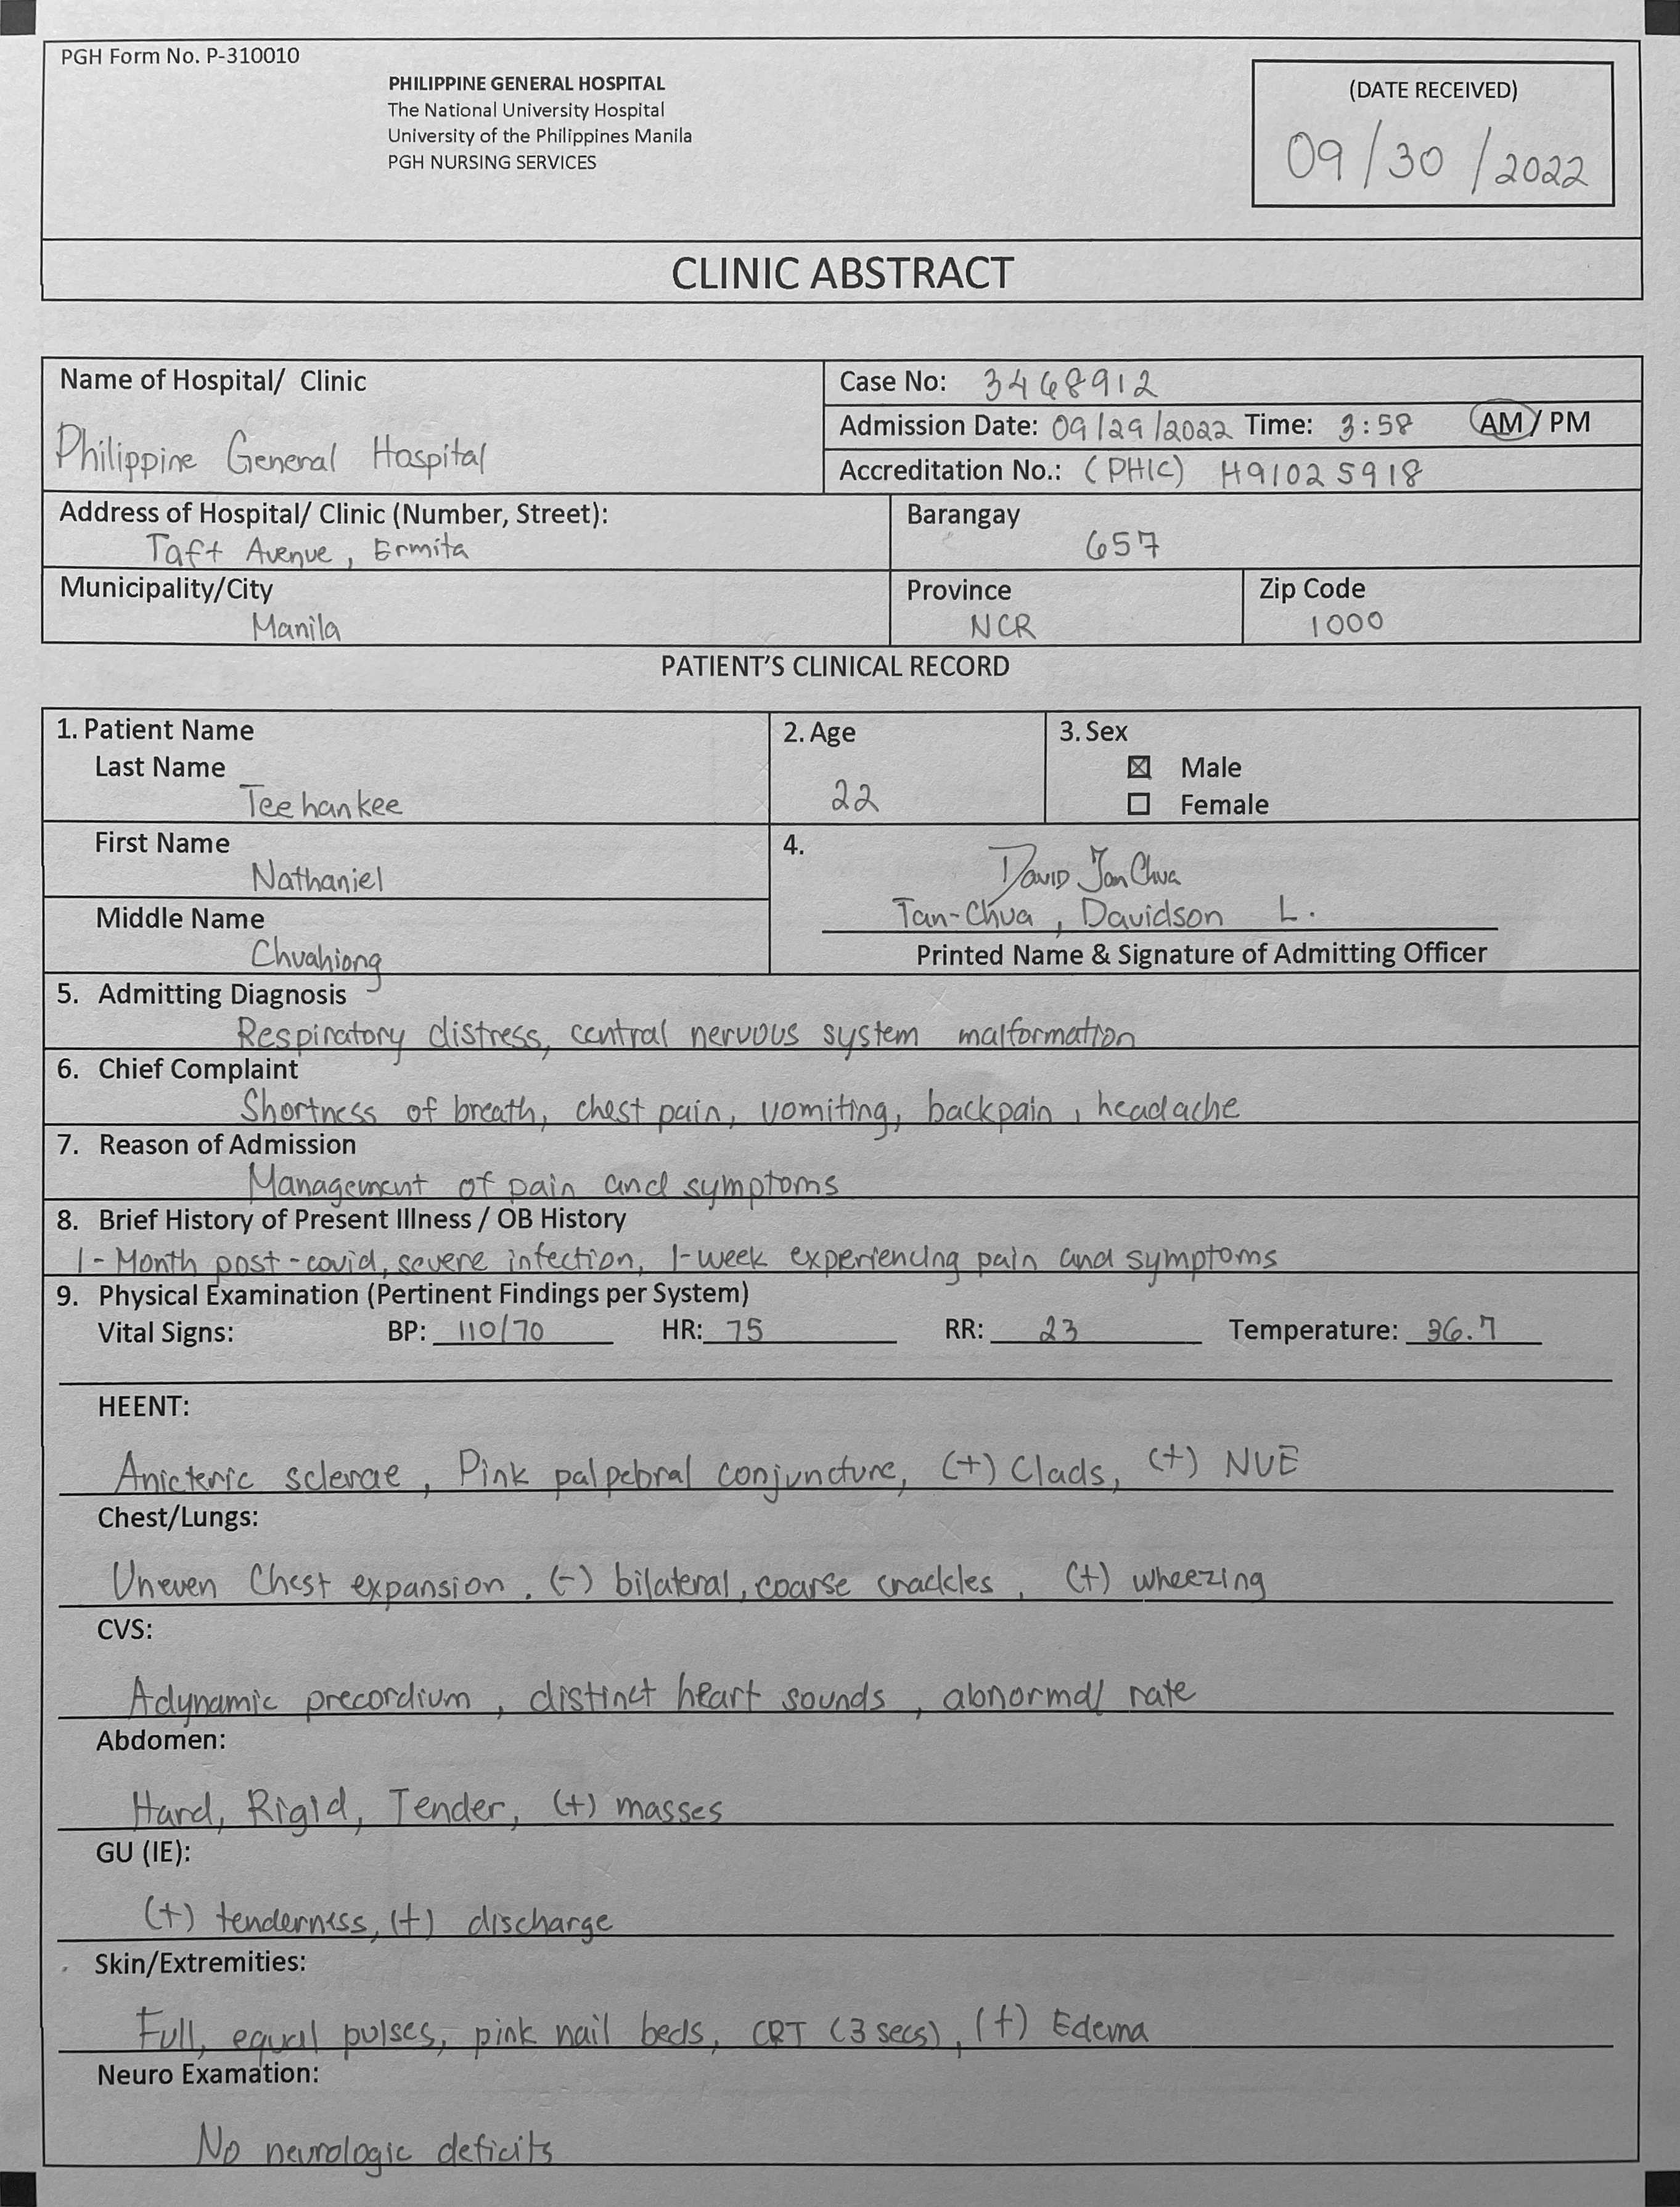 PGH Form No. P-310010
PHILIPPINE GENERAL HOSPITAL
The National University Hospital
University of the Philippines Manila
PGH NURSING SERVICES
(DATE RECEIVED)
09/30/2022
CLINIC ABSTRACT
Name of Hospital/ Clinic
Philippine General Hospital
Case No: 3468912
Admission Date: 09/29/2022 Time: 3:58 AM / PM
Accreditation No.: (PHIC) H91025918
Address of Hospital/ Clinic (Number, Street):
Taft Avenue, Ermita
Barangay
657
Municipality/City
Manila
Province
NCR
Zip Code
1000
PATIENT'S CLINICAL RECORD
1. Patient Name
Last Name
Teehankee
2. Age
22
3. Sex
Male
Female
First Name
Nathaniel
Middle Name
Chuahiong
4.
David Tan Chua
Tan-Chua, Davidson L.
Printed Name & Signature of Admitting Officer
5. Admitting Diagnosis
Respiratory distress, central nervous system malformation
6. Chief Complaint
Shortness of breath, chest pain, vomiting, backpain, headache
7. Reason of Admission
Management of pain and symptoms
8. Brief History of Present Illness / OB History
1-Month post-covid, severe infection, 1-week experiencing pain and symptoms
9. Physical Examination (Pertinent Findings per System)
Vital Signs: BP: 110/70 HR: 75 RR: 23 Temperature: 36.7
HEENT:
Anicteric sclerae, Pink palpebral conjuncture, (+) Clads, (+) NUE
Chest/Lungs:
Uneven Chest expansion, (-) bilateral, coarse crackles, (+) wheezing
CVS:
Adynamic precordium, distinct heart sounds, abnormal rate
Abdomen:
Hard, Rigid, Tender, (+) masses
GU (IE):
(+) tenderness, (+) discharge
Skin/Extremities:
Full, equal pulses, pink nail beds, CRT (3 secs), (+) Edema
Neuro Examation:
No neurologic deficits